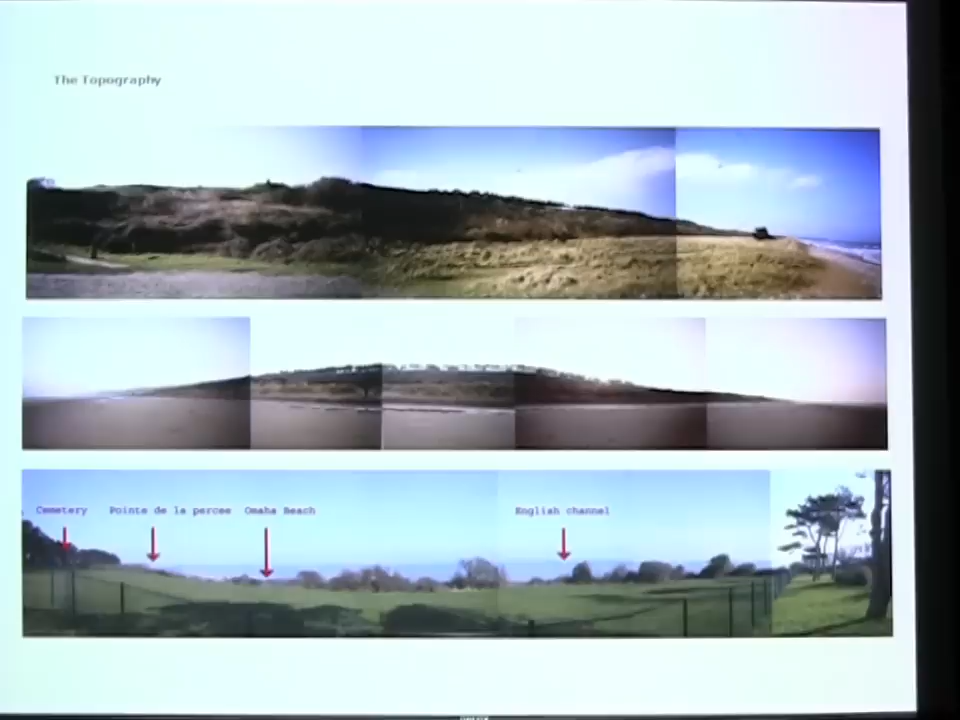 The Topography
Cemetery Pointe de la percee Omaha Beach English channel